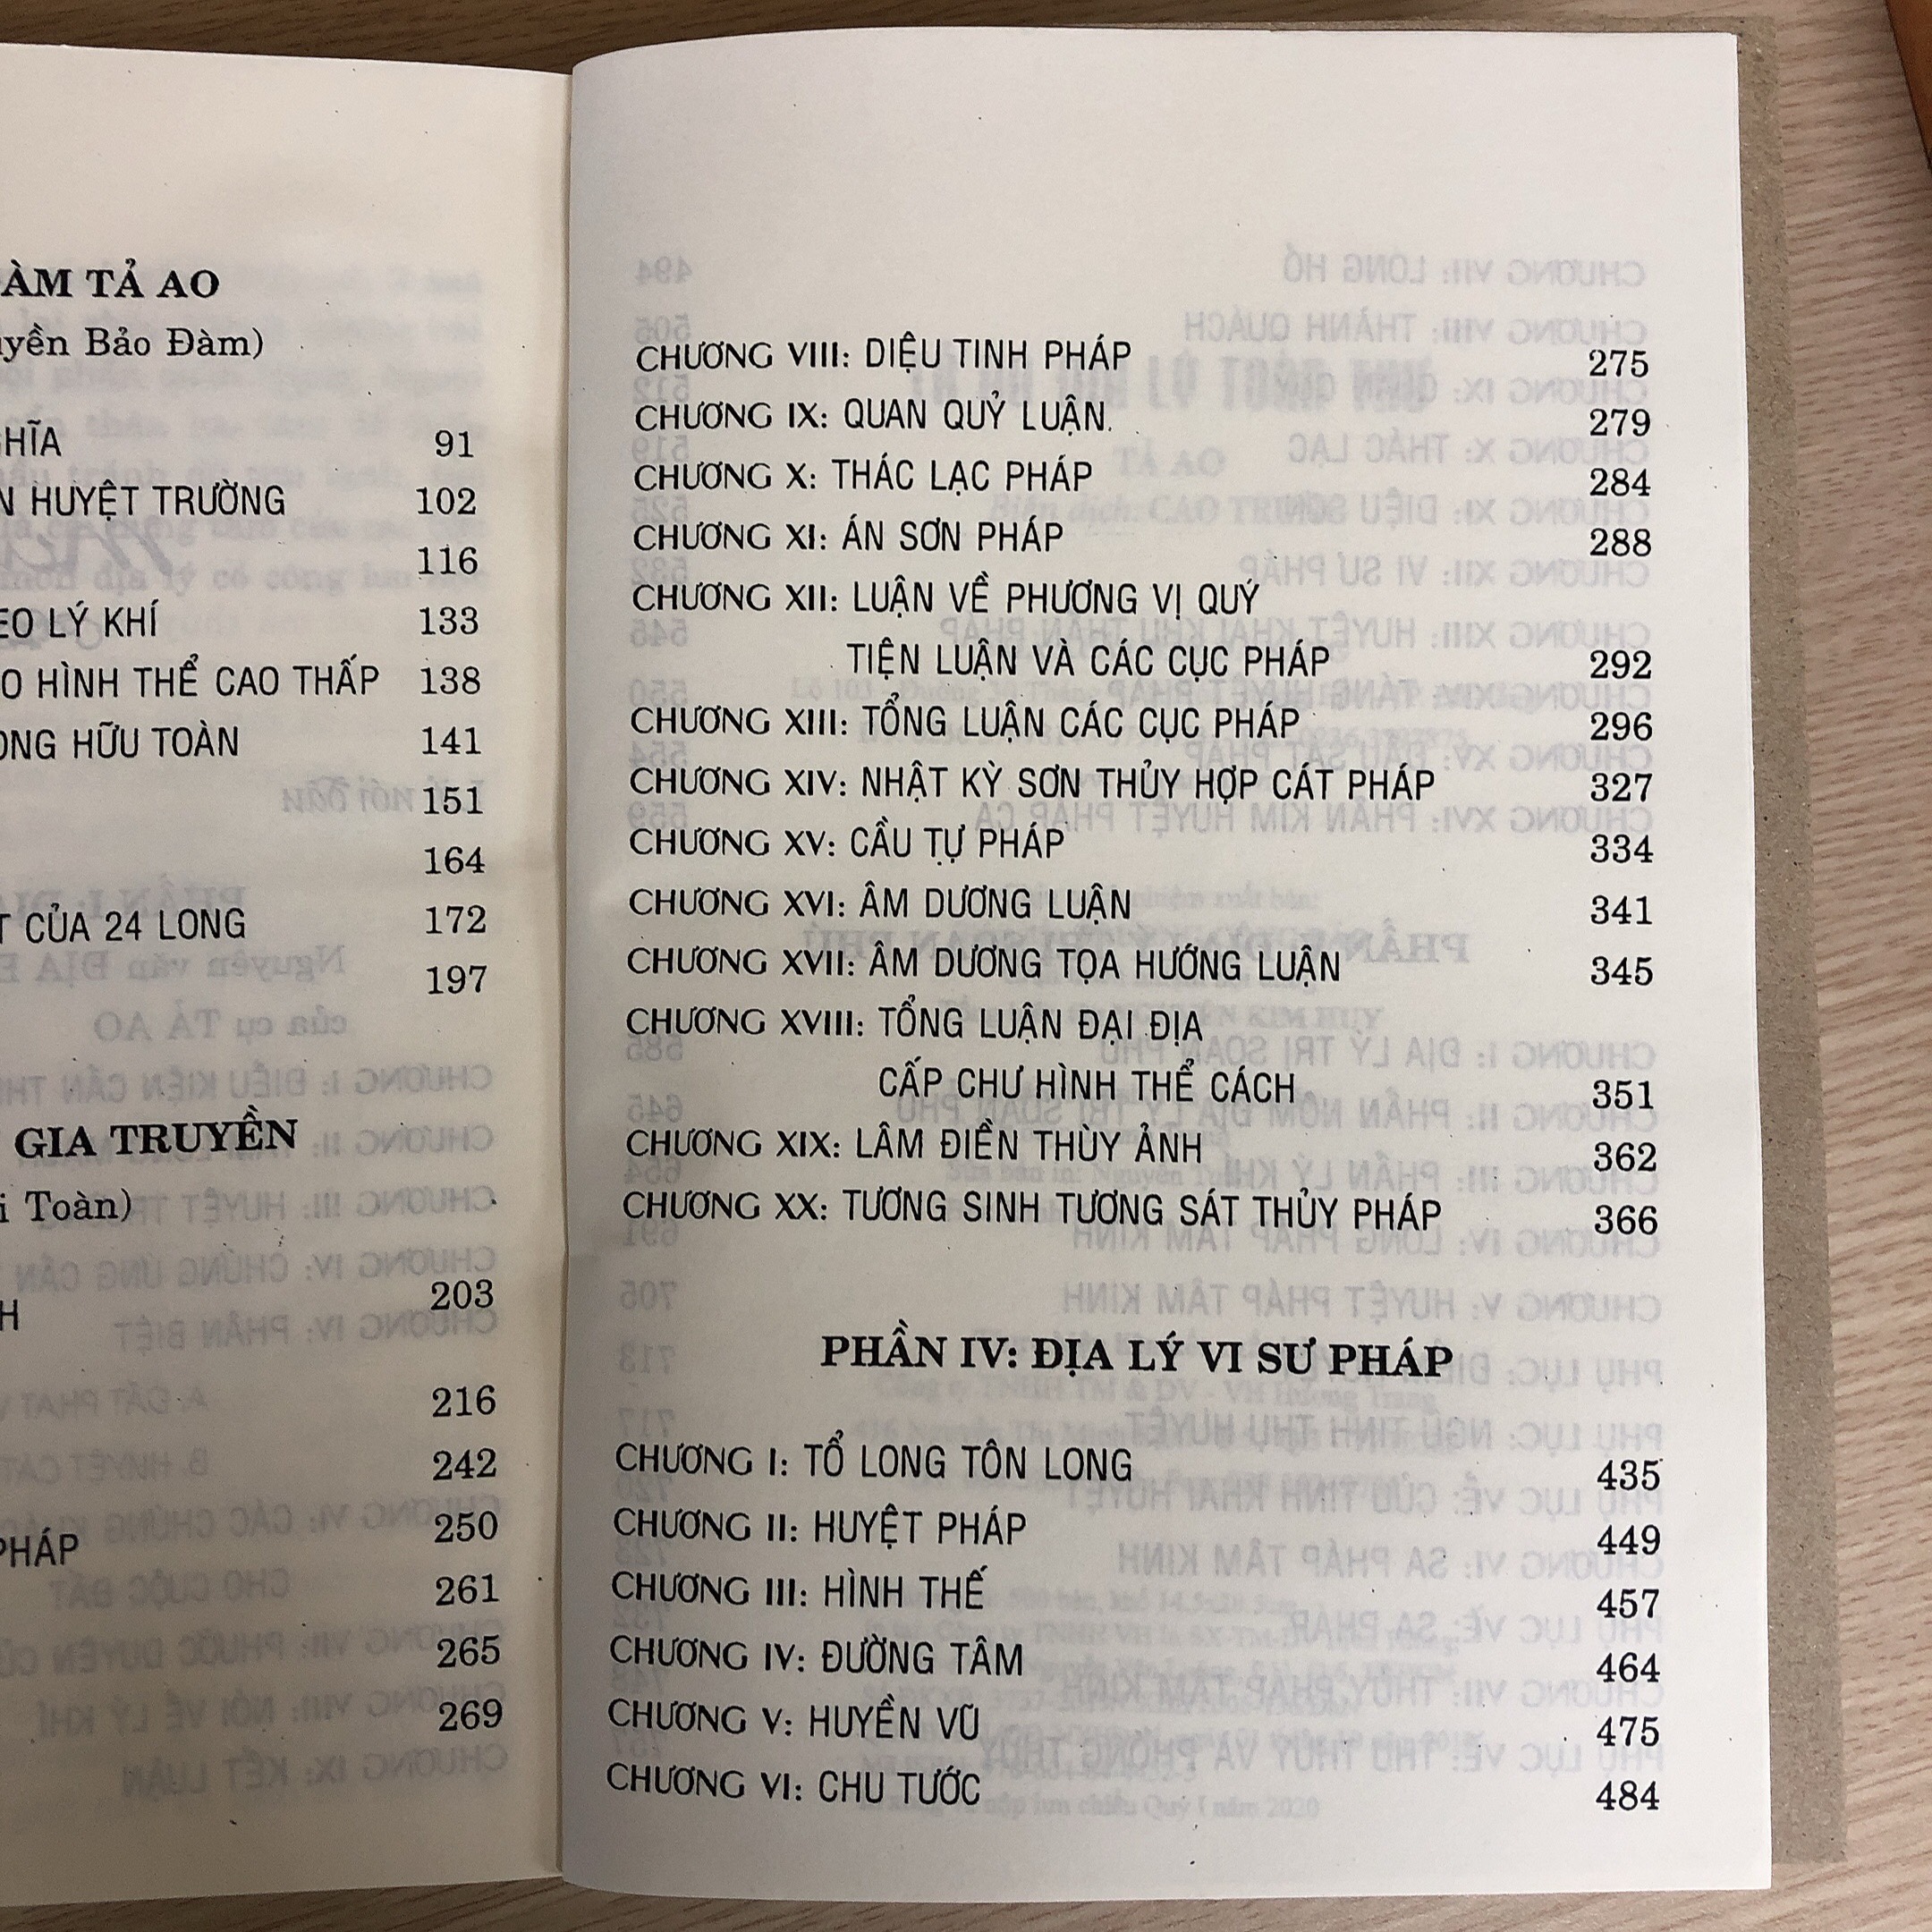 ÀM TẢ AO
yền Bảo Đàm)
GHĨA 91
N HUYỆT TRƯỜNG 102
116
EO LÝ KHÍ 133
O HÌNH THỂ CAO THẤP 138
ONG HỮU TOÀN 141
151
164
T CỦA 24 LONG 172
197
GIA TRUYỀN
i Toàn)
203
H
216
242
250
PHÁP
261
265
269
CHƯƠNG VIII: DIỆU TINH PHÁP 275
CHƯƠNG IX: QUAN QUỶ LUẬN. 279
CHƯƠNG X: THÁC LẠC PHÁP 284
CHƯƠNG XI: ÁN SƠN PHÁP 288
CHƯƠNG XII: LUẬN VỀ PHƯƠNG VỊ QUÝ
TIỆN LUẬN VÀ CÁC CỤC PHÁP 292
CHƯƠNG XIII: TỔNG LUẬN CÁC CỤC PHÁP 296
CHƯƠNG XIV: NHẬT KỲ SƠN THỦY HỢP CÁT PHÁP 327
CHƯƠNG XV: CẦU TỰ PHÁP 334
CHƯƠNG XVI: ÂM DƯƠNG LUẬN 341
CHƯƠNG XVII: ÂM DƯƠNG TỌA HƯỚNG LUẬN 345
CHƯƠNG XVIII: TỔNG LUẬN ĐẠI ĐỊA
CẤP CHƯ HÌNH THỂ CÁCH 351
CHƯƠNG XIX: LÂM ĐIỀN THÙY ẢNH 362
CHƯƠNG XX: TƯƠNG SINH TƯƠNG SÁT THỦY PHÁP 366
PHẦN IV: ĐỊA LÝ VI SƯ PHÁP
CHƯƠNG I: TỔ LONG TÔN LONG 435
CHƯƠNG II: HUYỆT PHÁP 449
CHƯƠNG III: HÌNH THẾ 457
CHƯƠNG IV: ĐƯỜNG TÂM 464
CHƯƠNG V: HUYỀN VŨ 475
CHƯƠNG VI: CHU TƯỚC 484